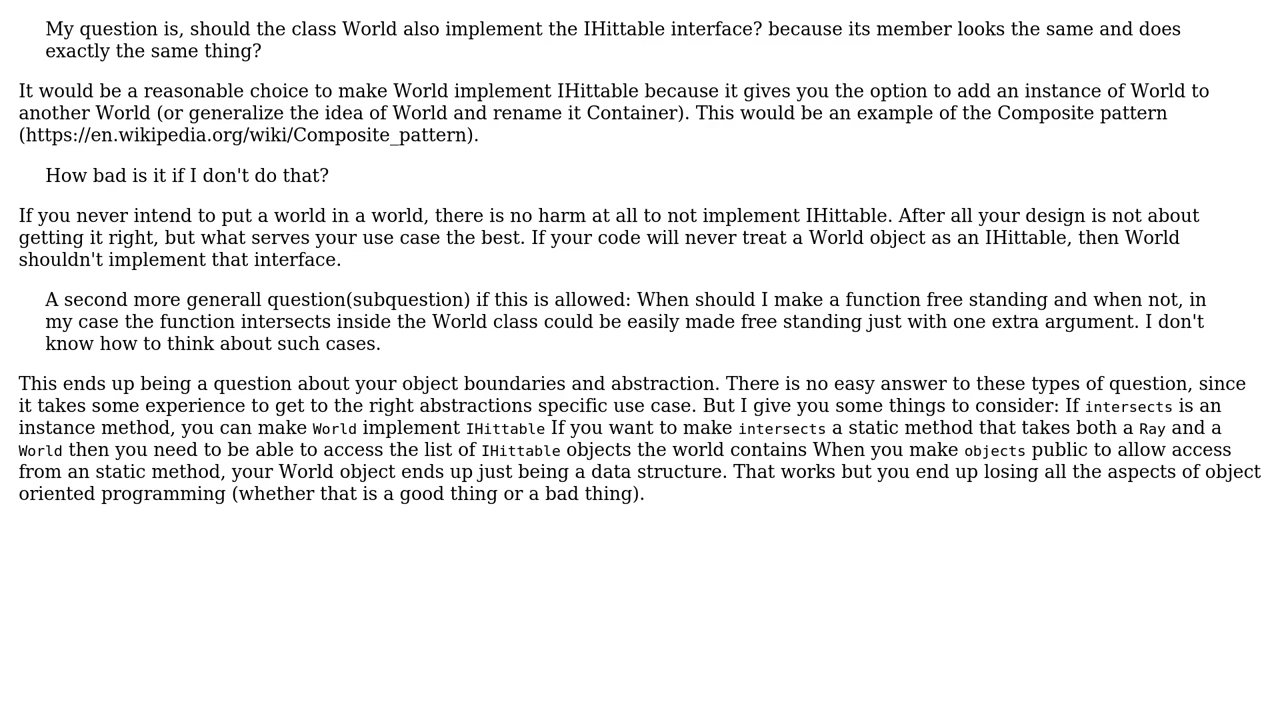 My question is, should the class World also implement the IHittable interface? because its member looks the same and does
exactly the same thing?
It would be a reasonable choice to make World implement IHittable because it gives you the option to add an instance of World to
another World (or generalize the idea of World and rename it Container). This would be an example of the Composite pattern
(https://en.wikipedia.org/wiki/Composite_pattern).
How bad is it if I don't do that?
If you never intend to put a world in a world, there is no harm at all to not implement IHittable. After all your design is not about
getting it right, but what serves your use case the best. If your code will never treat a World object as an IHittable, then World
shouldn't implement that interface.
A second more generall question(subquestion) if this is allowed: When should I make a function free standing and when not, in
my case the function intersects inside the World class could be easily made free standing just with one extra argument. I don't
know how to think about such cases.
This ends up being a question about your object boundaries and abstraction. There is no easy answer to these types of question, since
it takes some experience to get to the right abstractions specific use case. But I give you some things to consider: If intersects is an
instance method, you can make World implement IHittable If you want to make intersects a static method that takes both a Ray and a
World then you need to be able to access the list of IHittable objects the world contains When you make objects public to allow access
from an static method, your World object ends up just being a data structure. That works but you end up losing all the aspects of object
oriented programming (whether that is a good thing or a bad thing).